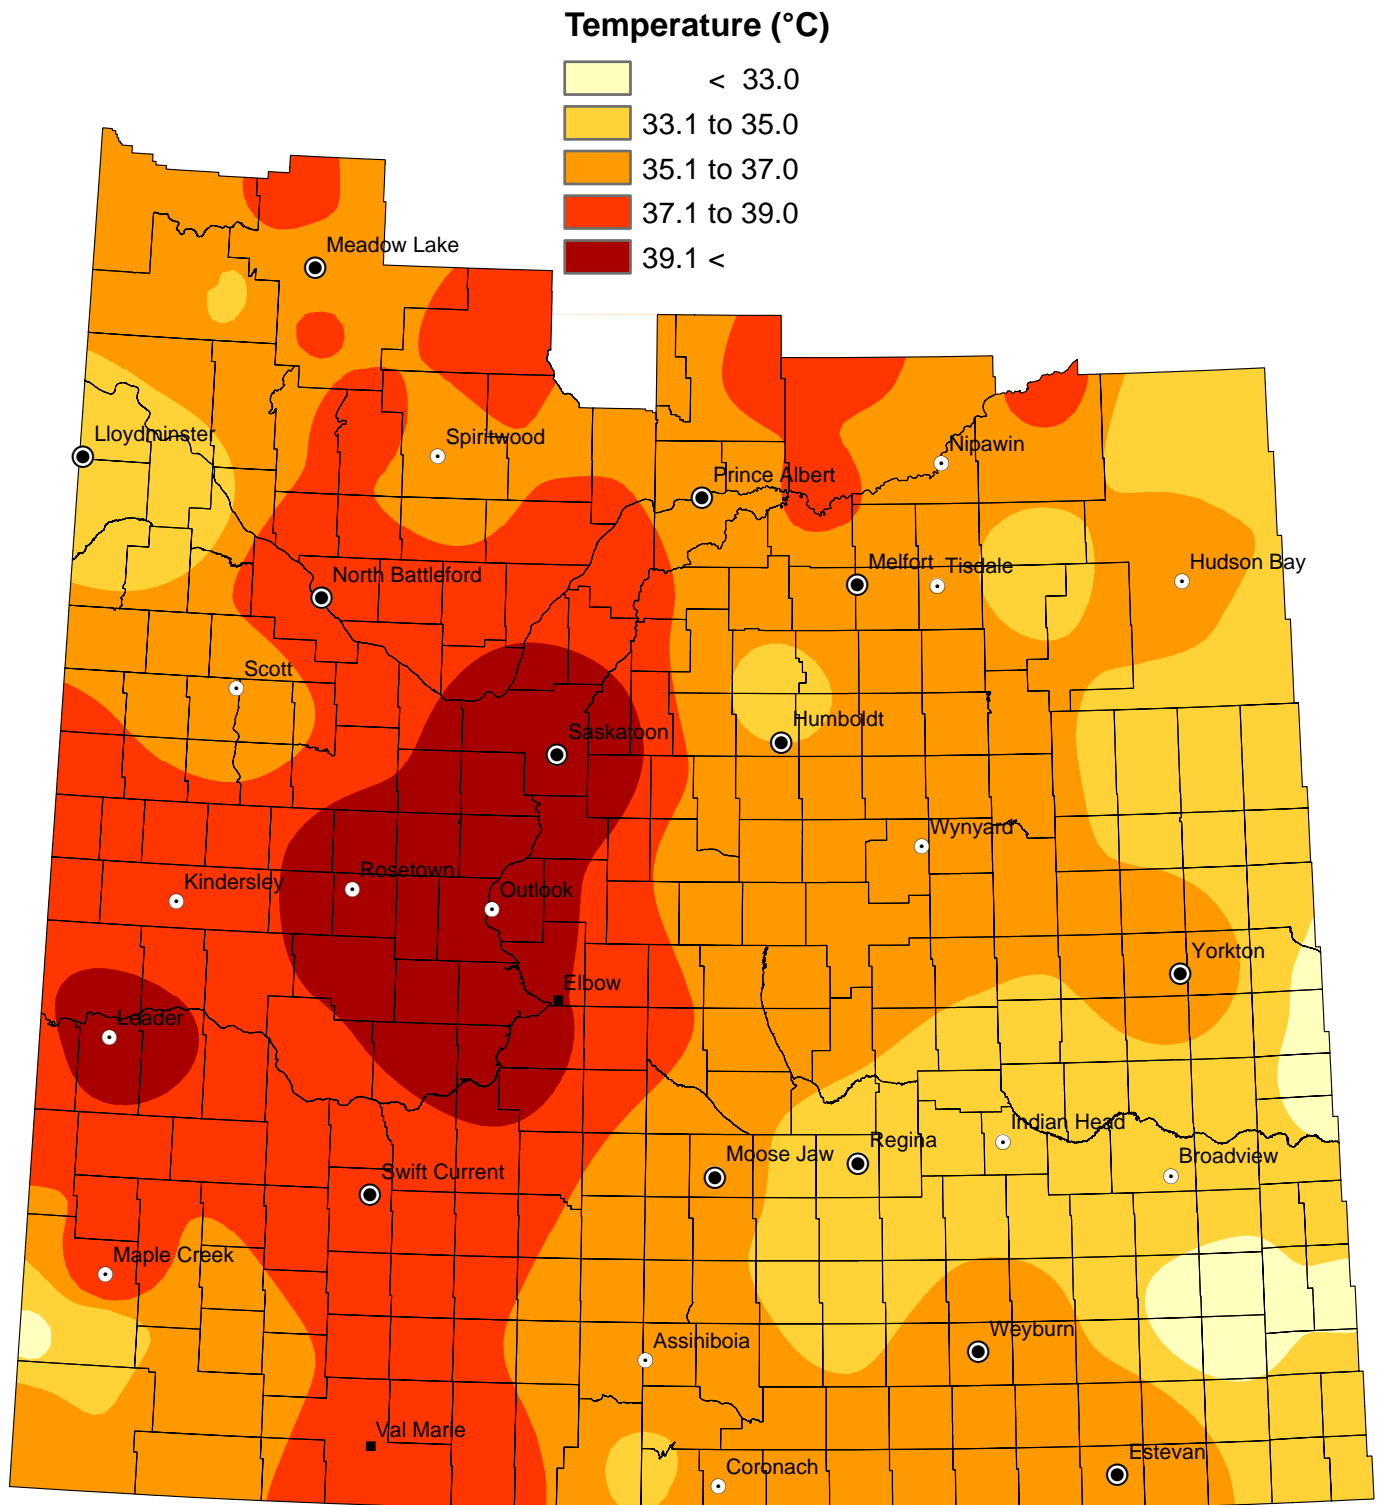 Temperature (°C)
< 33.0
33.1 to 35.0
35.1 to 37.0
37.1 to 39.0
39.1 <
Meadow Lake
Lloydminster
Spiritwood
Nipawin
Prince Albert
Hudson Bay
Melfort
Tisdale
North Battleford
Scott
Humboldt
Saskatoon
Wynyard
Rosetown
Kindersley
Outlook
Yorkton
Elbow
Leader
Indian Head
Regina
Moose Jaw
Broadview
Swift Current
Maple Creek
Weyburn
Assiniboia
Val Marie
Estevan
Coronach